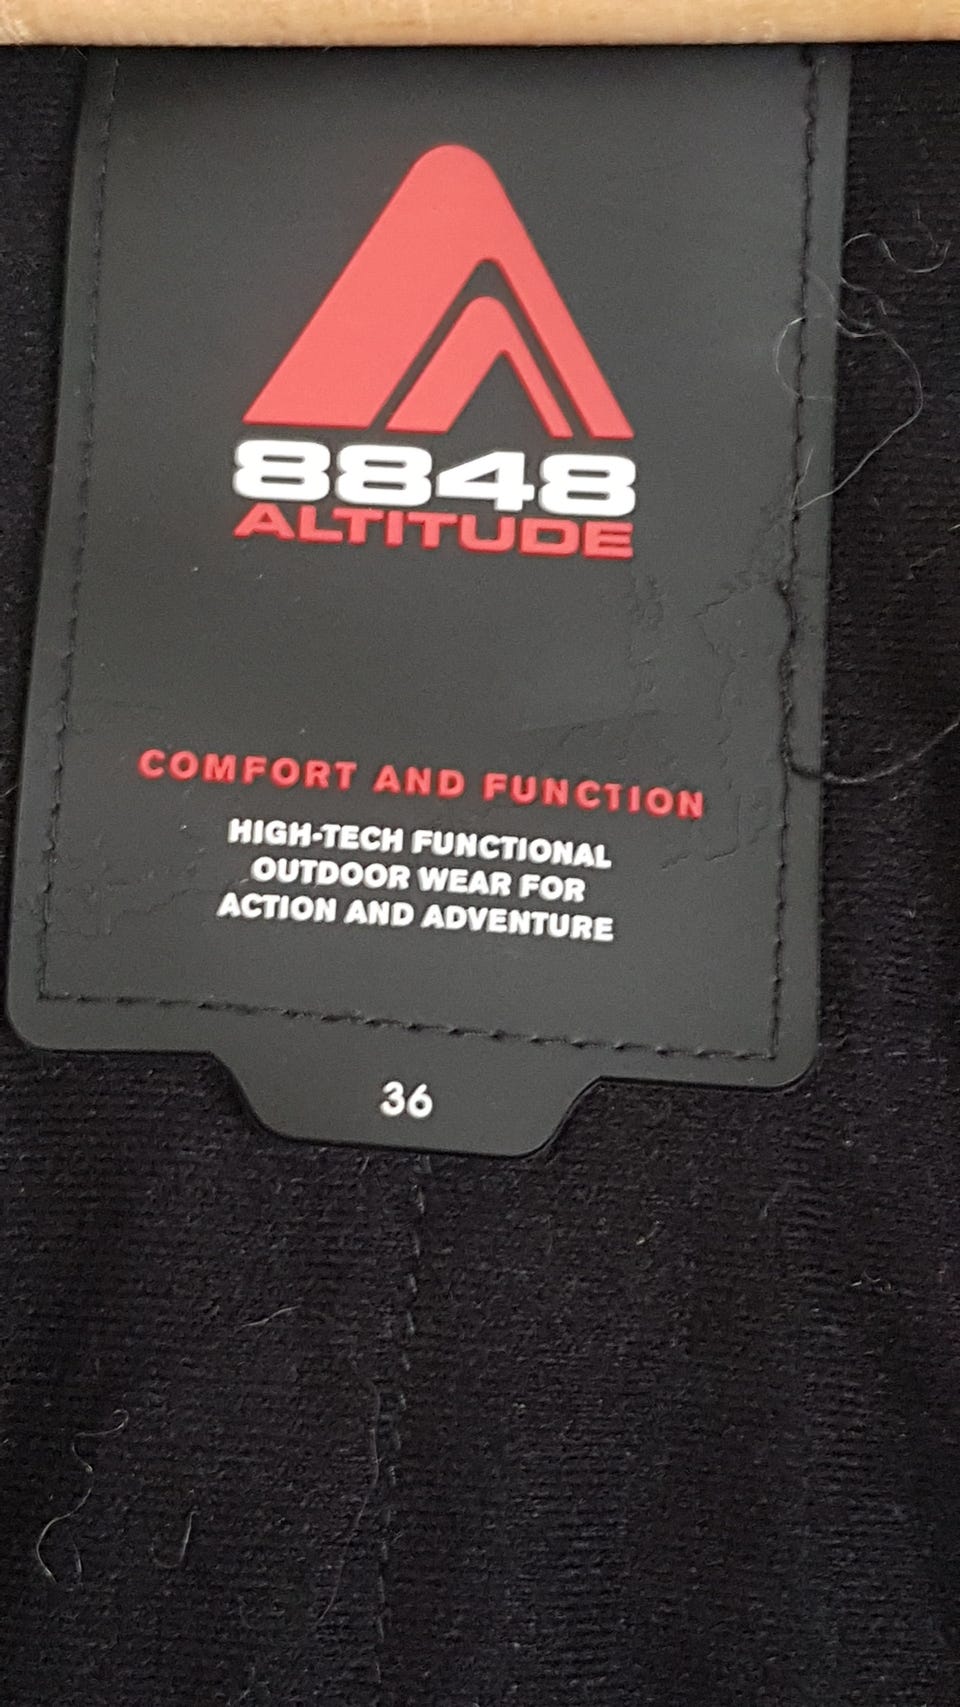 8848
ALTITUDE
COMFORT AND FUNCTION
HIGH-TECH FUNCTIONAL
OUTDOOR WEAR FOR
ACTION AND ADVENTURE
36